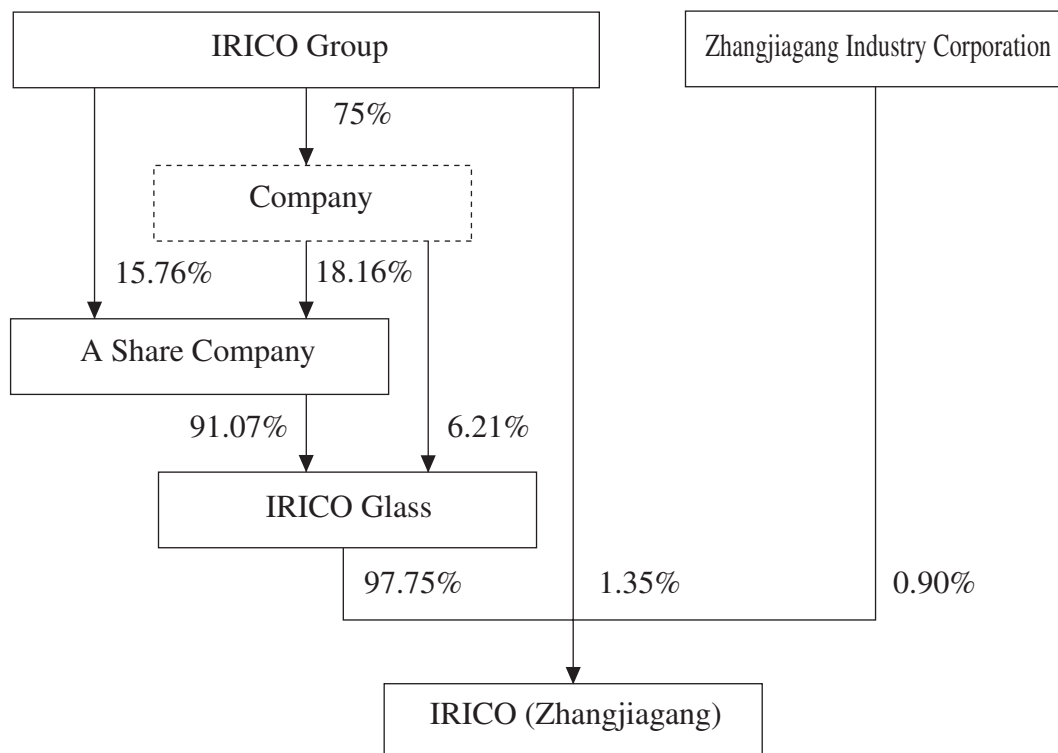 IRICO Group
Zhangjiagang Industry Corporation
75%
Company
15.76%
18.16%
A Share Company
91.07%
6.21%
IRICO Glass
97.75%
1.35%
0.90%
IRICO (Zhangjiagang)